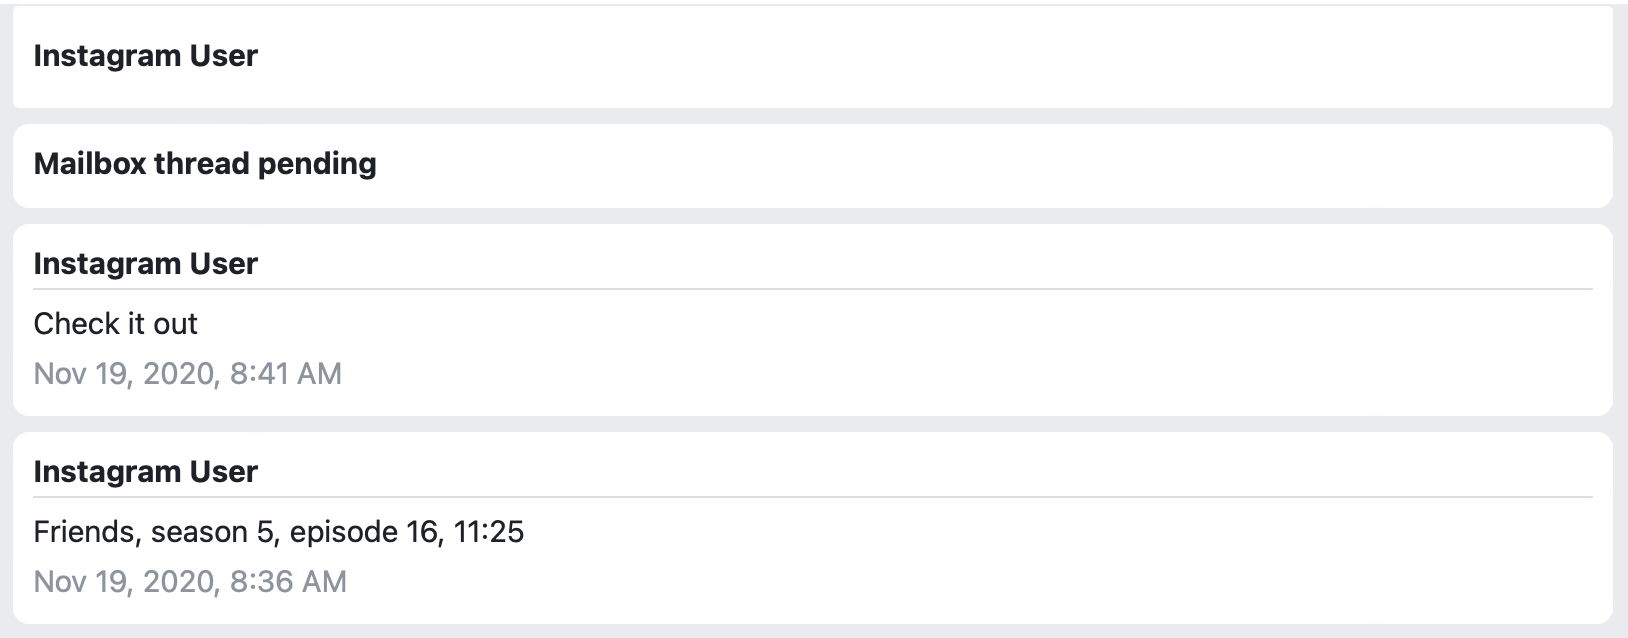 Instagram User
Mailbox thread pending
Instagram User
Check it out
Nov 19, 2020, 8:41 AM
Instagram User
Friends, season 5, episode 16, 11:25
Nov 19, 2020, 8:36 AM